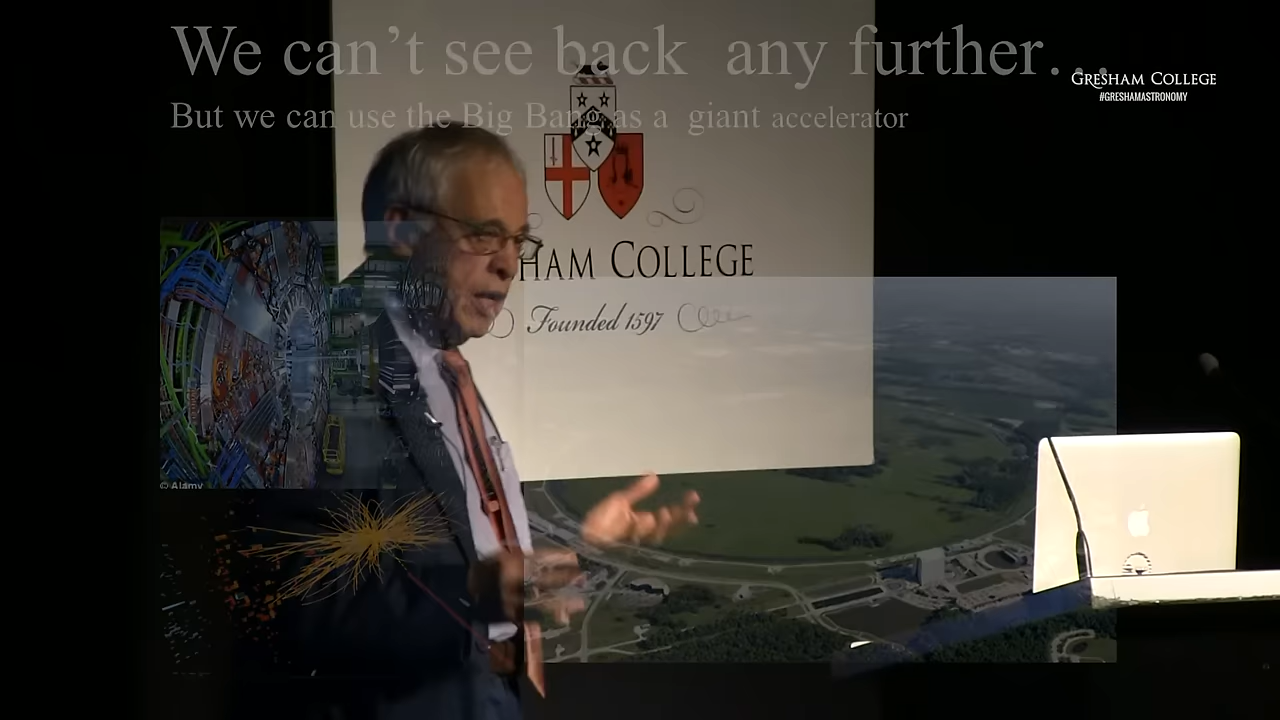 We can't see back any further...
GRESHAM COLLEGE
#GRESHAMASTRONOMY
But we can use the Big Bang as a giant accelerator
HAM COLLEGE
Founded 1597
© Alamy